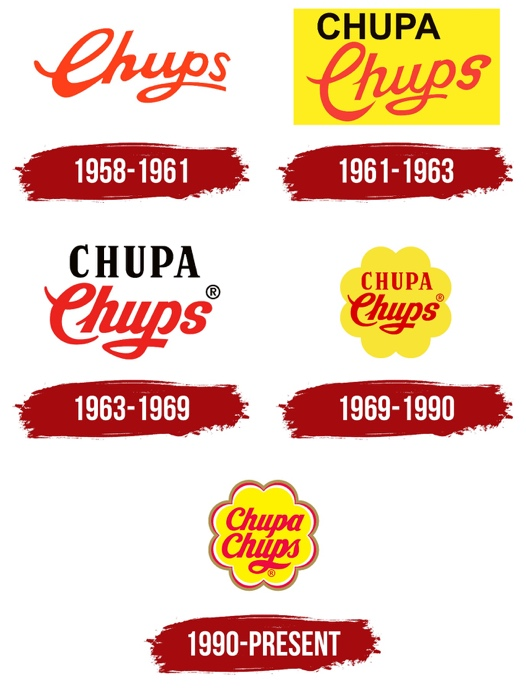 Chups
CHUPA
Chups
1958-1961
1961-1963
CHUPA
Chups®
CHUPA
Chups®
1963-1969
1969-1990
Chupa
Chups
®
1990-PRESENT